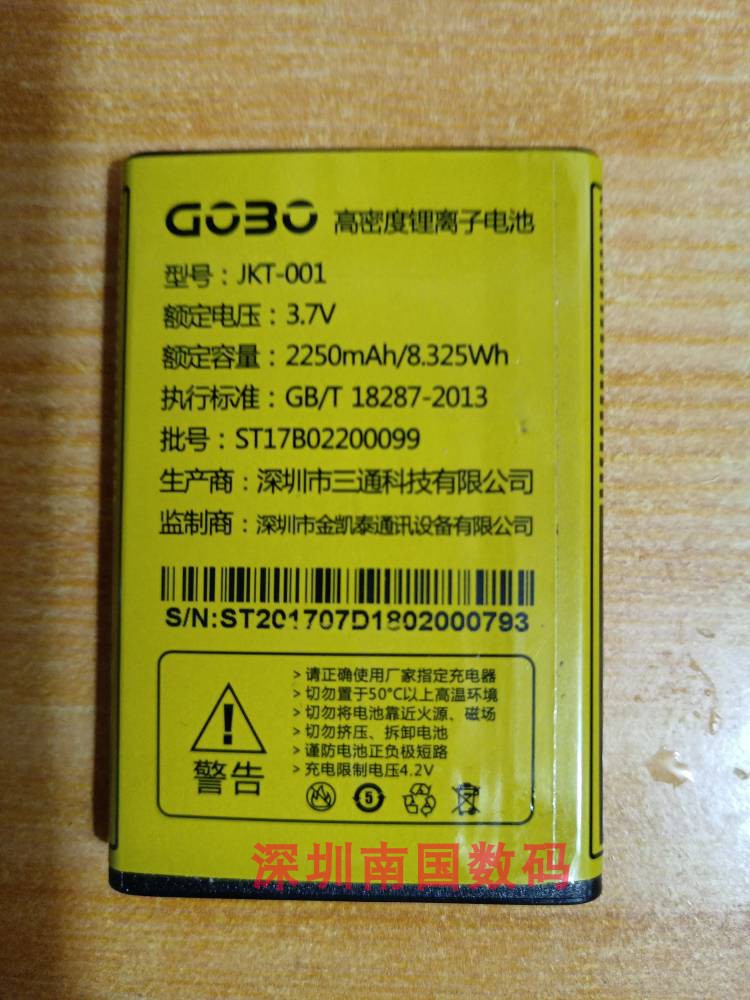 GOBO 高密度锂离子电池
型号：JKT-001
额定电压：3.7V
额定容量：2250mAh/8.325Wh
执行标准：GB/T 18287-2013
批号：ST17B02200099
生产商：深圳市三通科技有限公司
监制商：深圳市金凯泰通讯设备有限公司
S/N:ST201707D1802000793
>请正确使用厂家指定充电器
>切勿置于50°C以上高温环境
>切勿将电池靠近火源、磁场
>切勿挤压、拆卸电池
>谨防电池正负极短路
>充电限制电压4.2V
警告
5
深圳南国数码